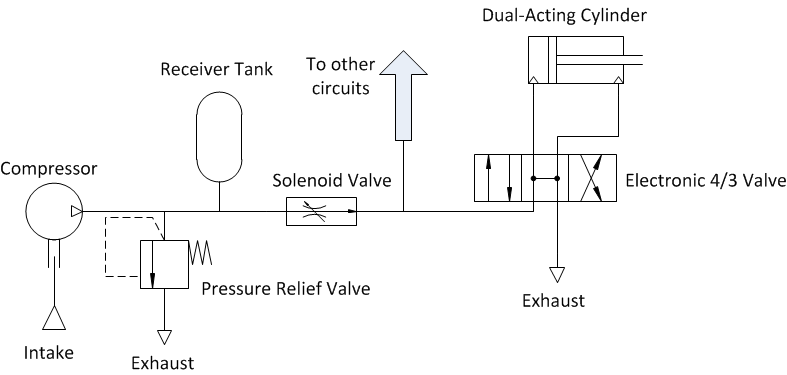 Dual-Acting Cylinder
Receiver Tank
To other
circuits
Compressor
Solenoid Valve
Electronic 4/3 Valve
Pressure Relief Valve
Exhaust
Intake
Exhaust